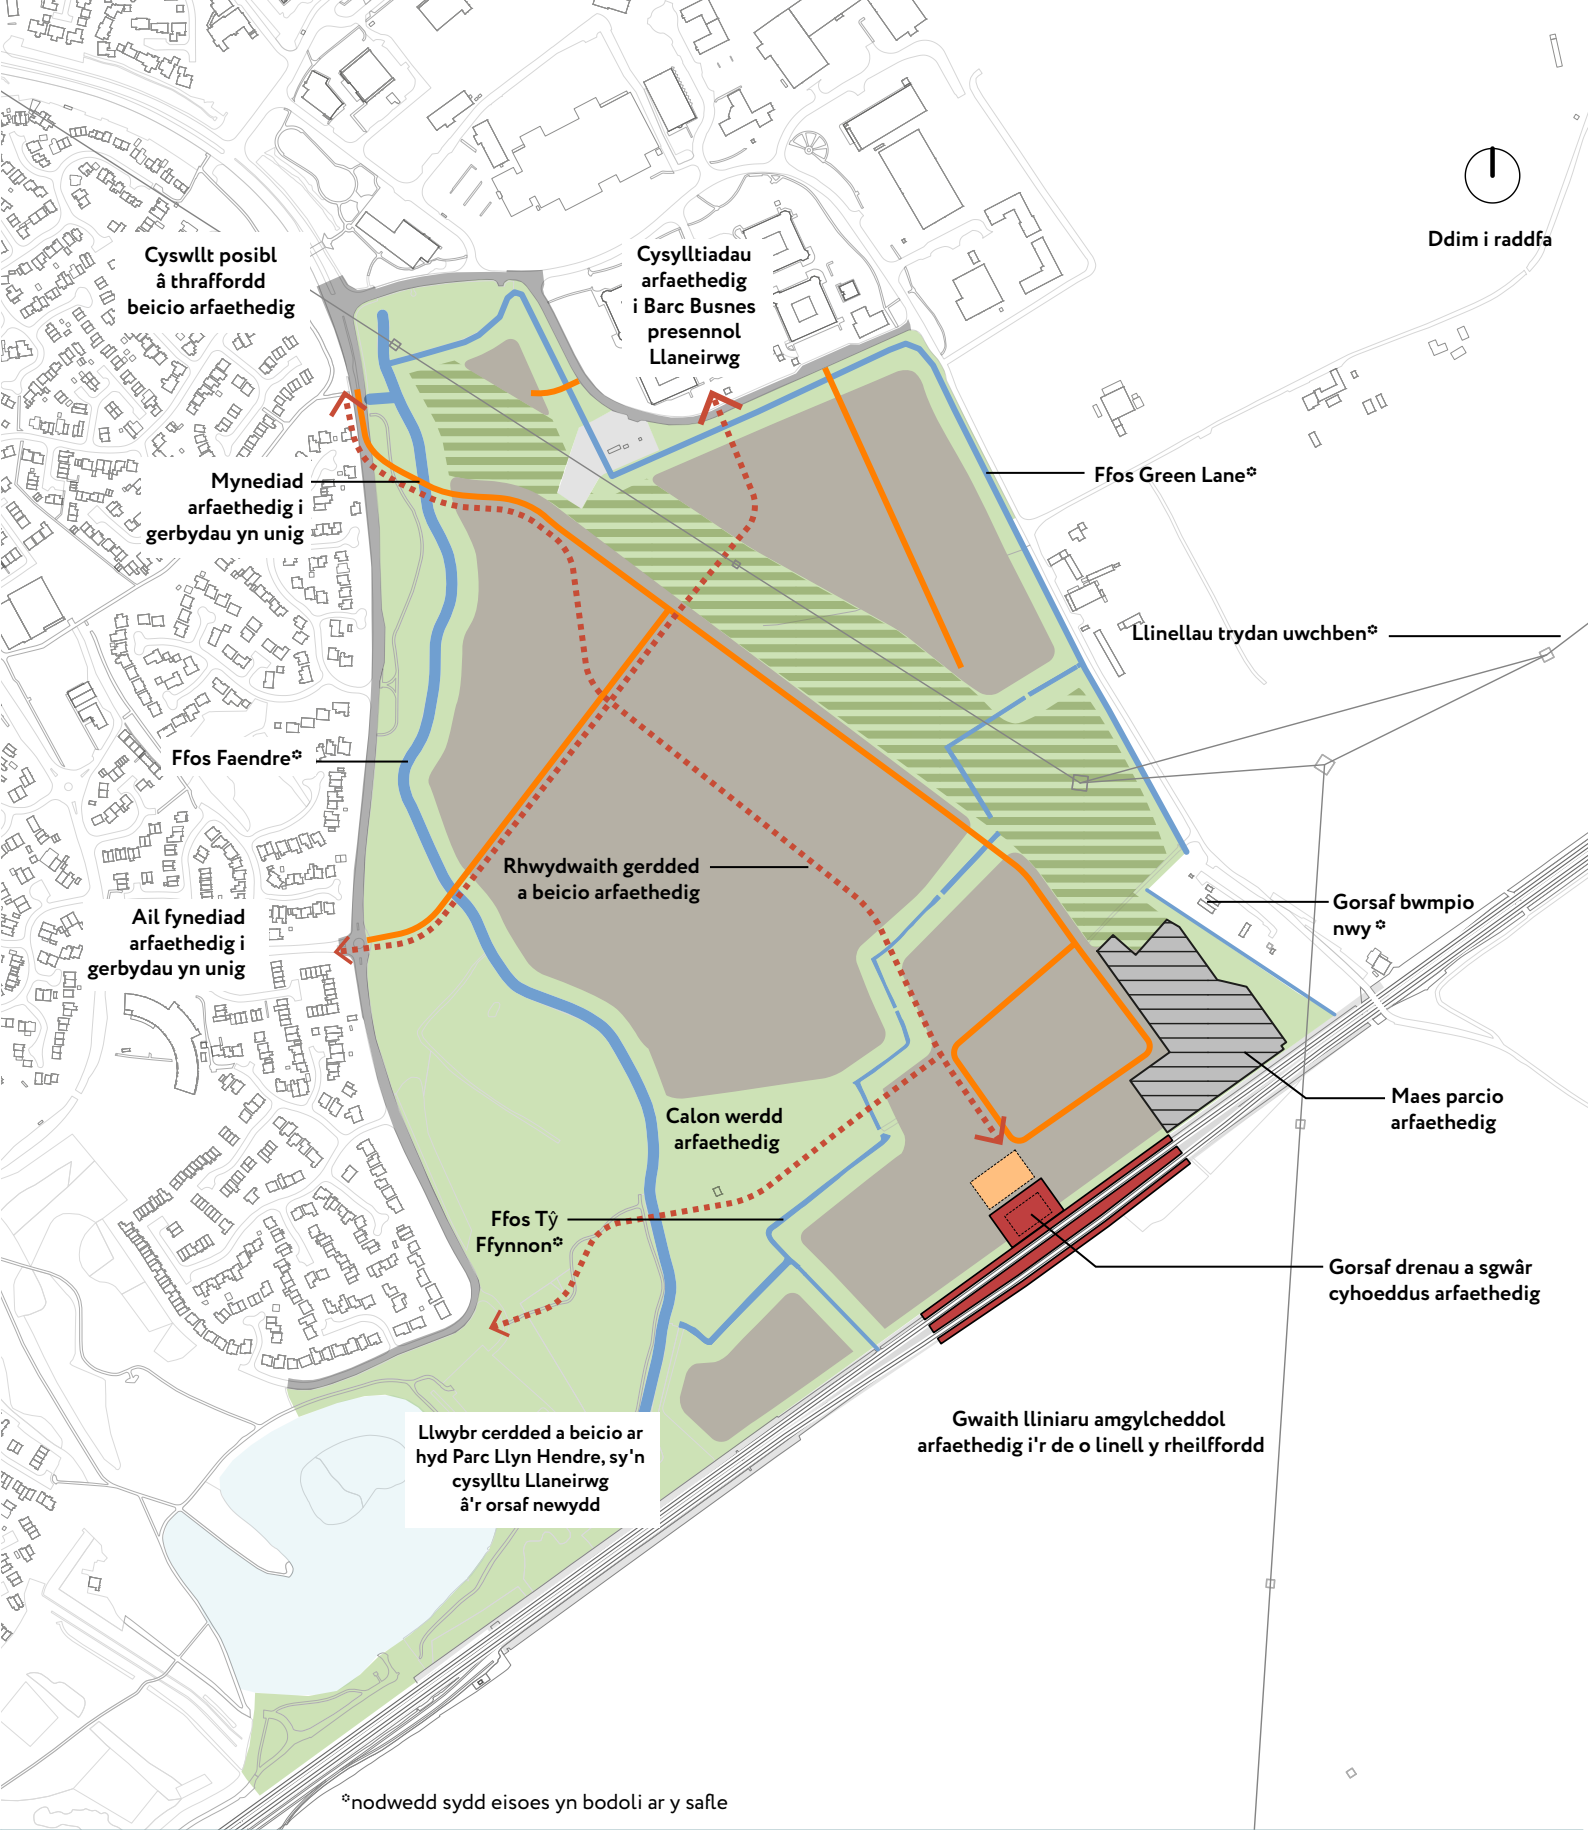 Ddim i raddfa
Cyswllt posibl
â thraffordd
beicio arfaethedig
Cysylltiadau
arfaethedig
i Barc Busnes
presennol
Llaneirwg
Mynediad
arfaethedig i
gerbydau yn unig
Ffos Green Lane*
Llinellau trydan uwchben*
Ffos Faendre*
Rhwydwaith gerdded
a beicio arfaethedig
Ail fynediad
arfaethedig i
gerbydau yn unig
Gorsaf bwmpio
nwy *
Maes parcio
arfaethedig
Calon werdd
arfaethedig
Ffos Tŷ
Ffynnon*
Gorsaf drenau a sgwâr
cyhoeddus arfaethedig
Gwaith lliniaru amgylcheddol
arfaethedig i'r de o linell y rheilffordd
Llwybr cerdded a beicio ar
hyd Parc Llyn Hendre, sy'n
cysylltu Llaneirwg
â'r orsaf newydd
*nodwedd sydd eisoes yn bodoli ar y safle